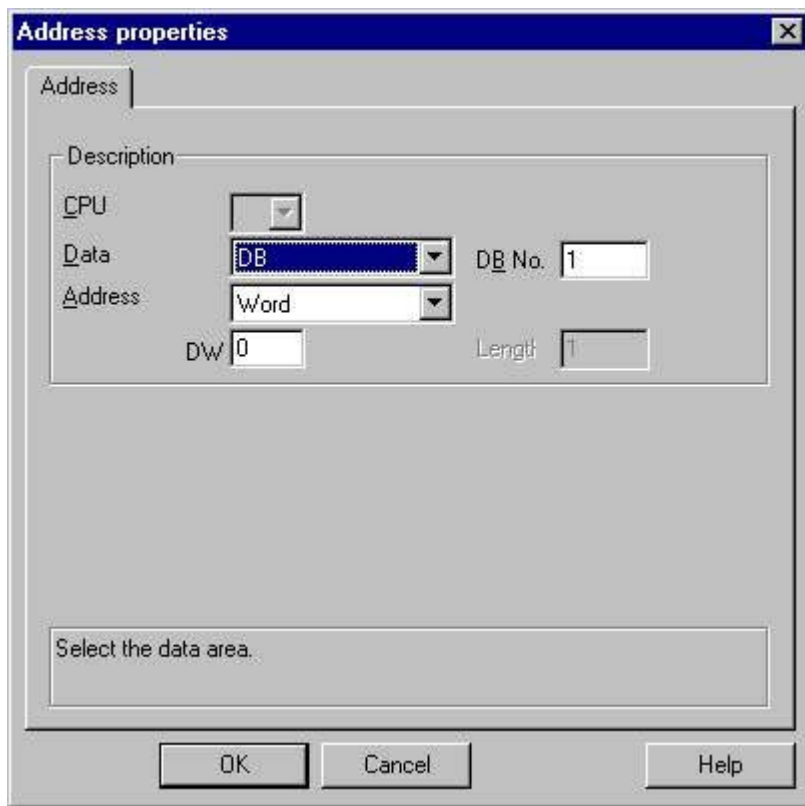 Address properties
Address
Description
CPU
Data DB DB No. 1
Address Word
DW 0 Length 1
Select the data area.
OK Cancel Help